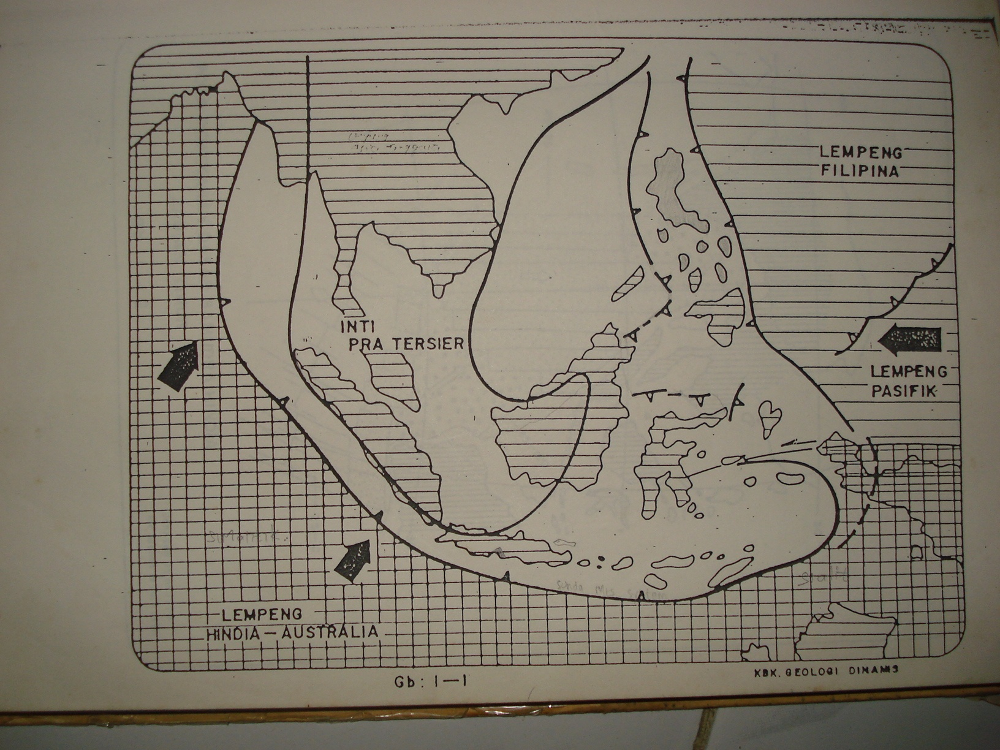 LEMPENG
FILIPINA
INTI
PRA TERSIER
LEMPENG
PASIFIK
LEMPENG
HINDIA — AUSTRALIA
Gb: 1—1
KBK. GEOLOGI DINAMIS